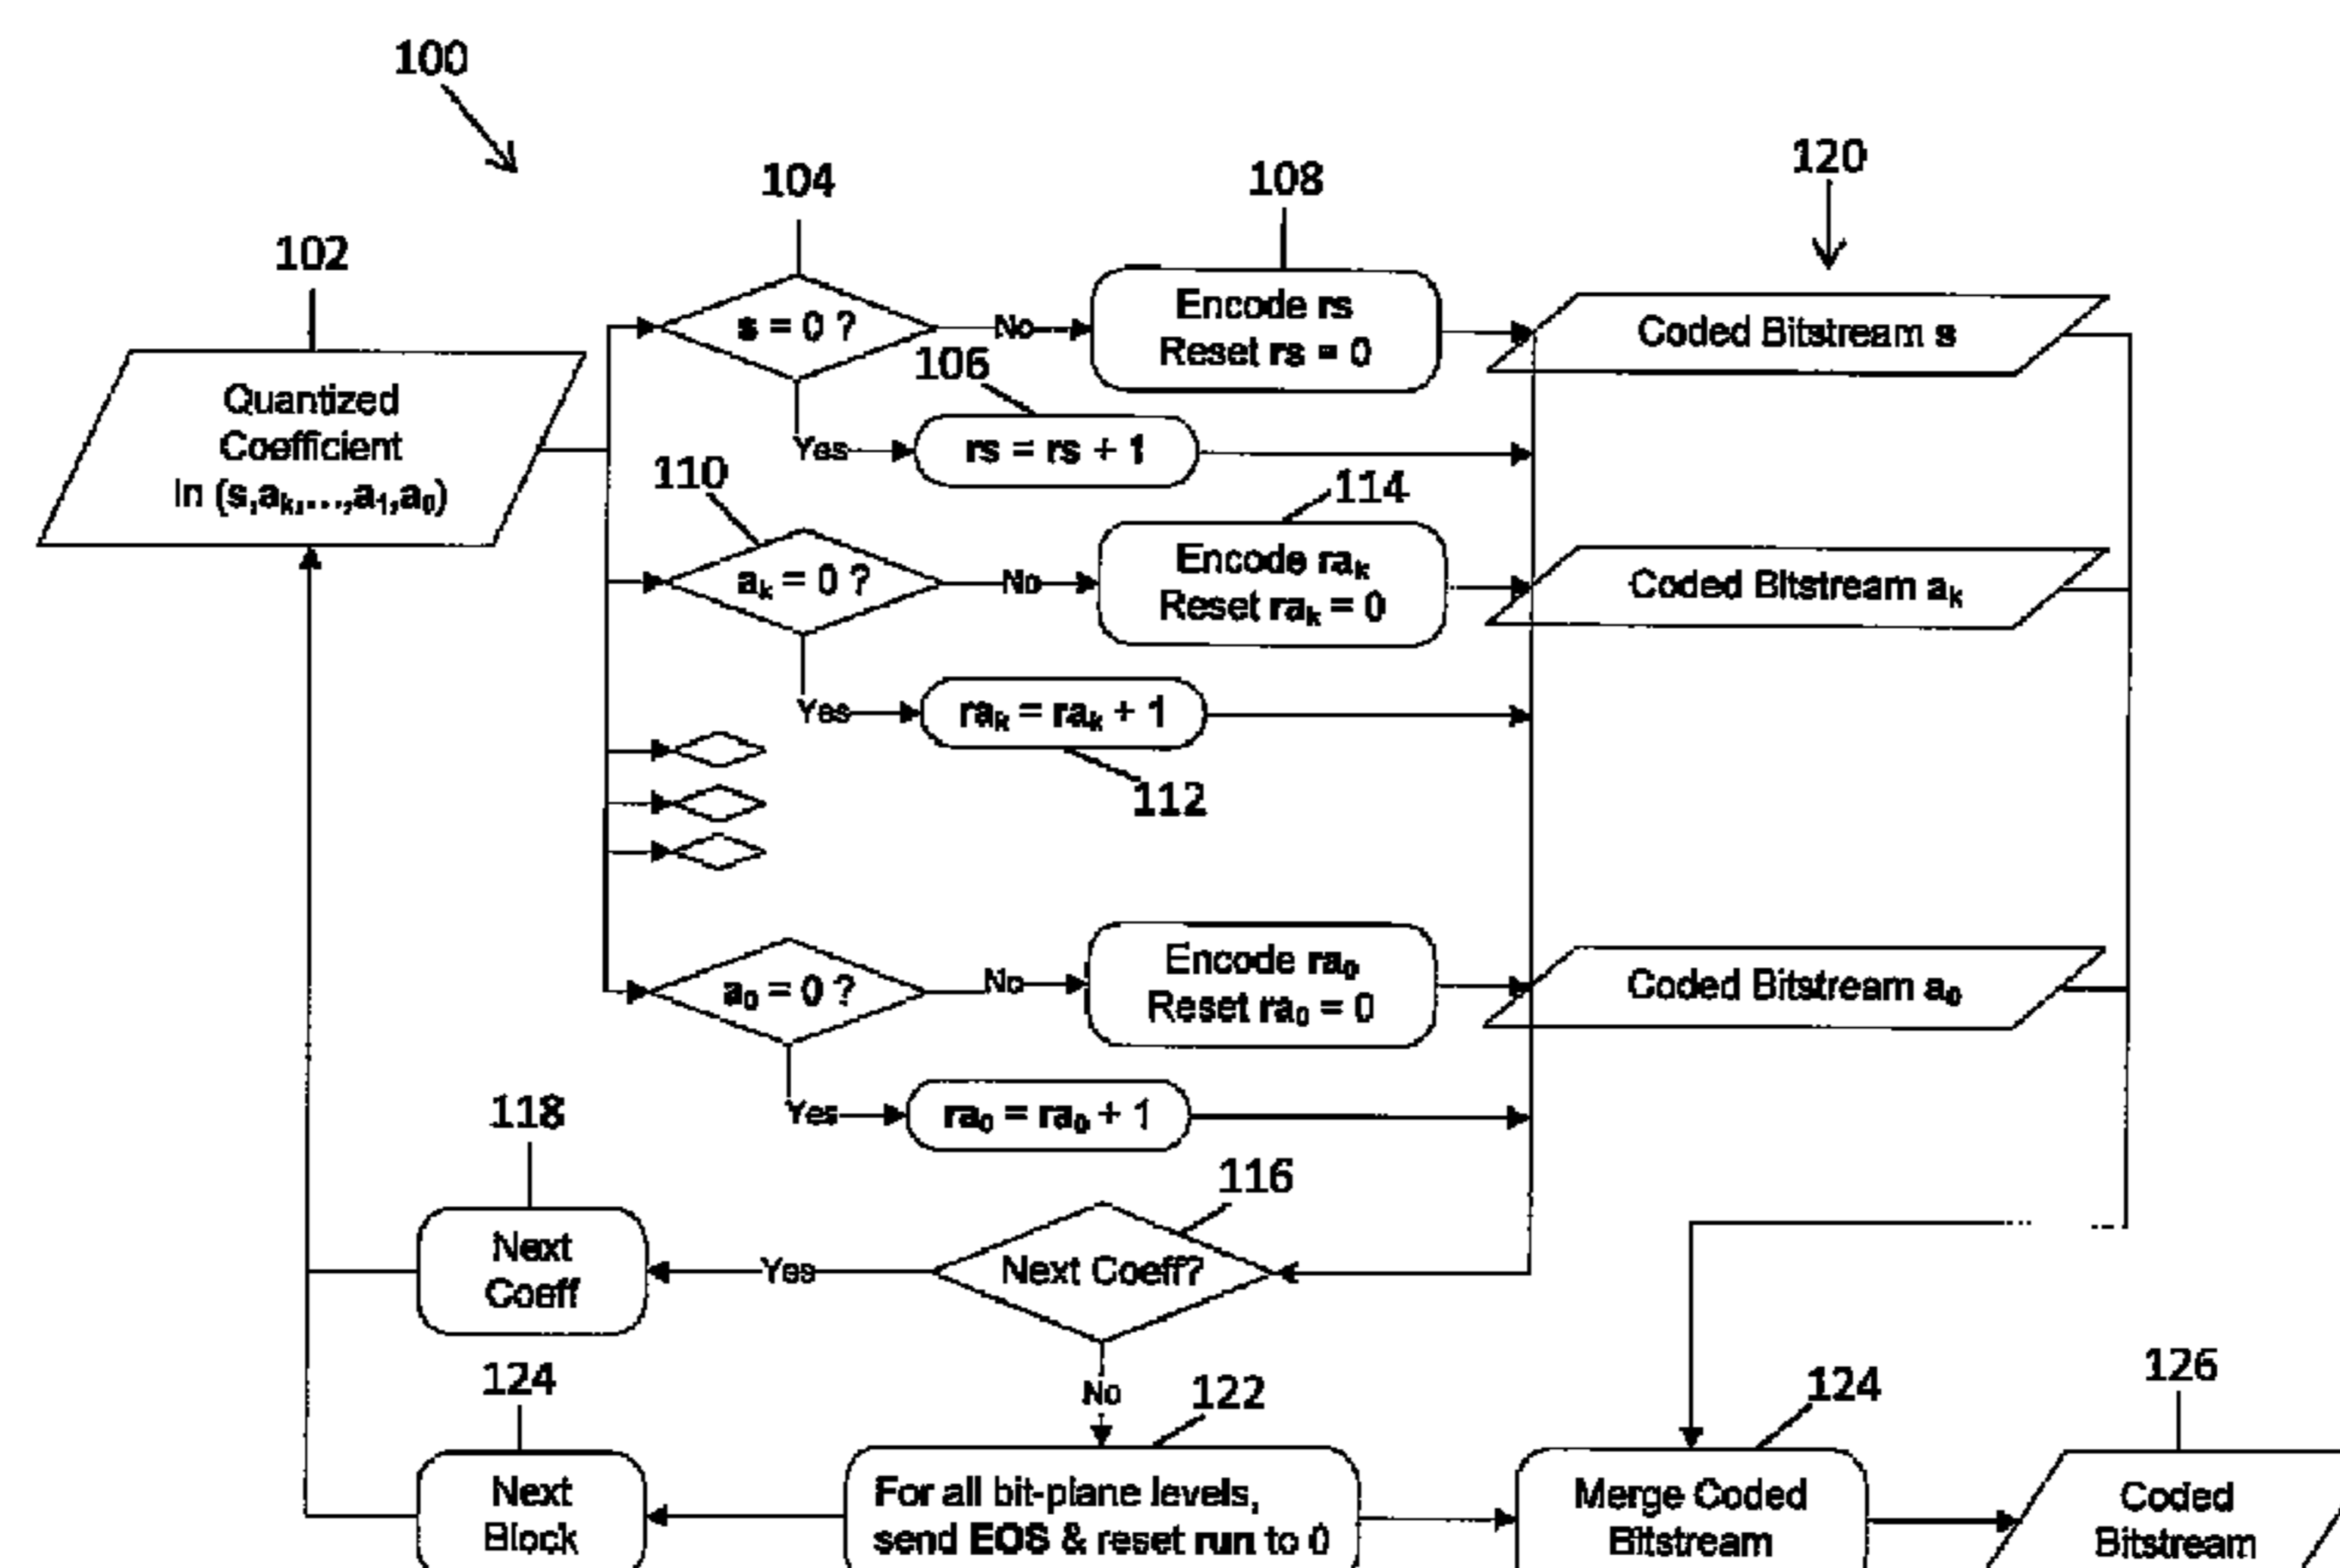 100
120
104
108
102
s = 0 ?
No
Encode rs
Reset rs = 0
Coded Bitstream s
106
Quantized
Coefficient
In (s,aₖ,...,a₁,a₀)
Yes
rs = rs + 1
110
114
aₖ = 0 ?
No
Encode raₖ
Reset raₖ = 0
Coded Bitstream aₖ
Yes
raₖ = raₖ + 1
112
a₀ = 0 ?
No
Encode ra₀
Reset ra₀ = 0
Coded Bitstream a₀
Yes
ra₀ = ra₀ + 1
118
116
Next
Coeff
Yes
Next Coeff?
No
124
122
124
126
Next
Block
For all bit-plane levels,
send EOS & reset run to 0
Merge Coded
Bitstream
Coded
Bitstream